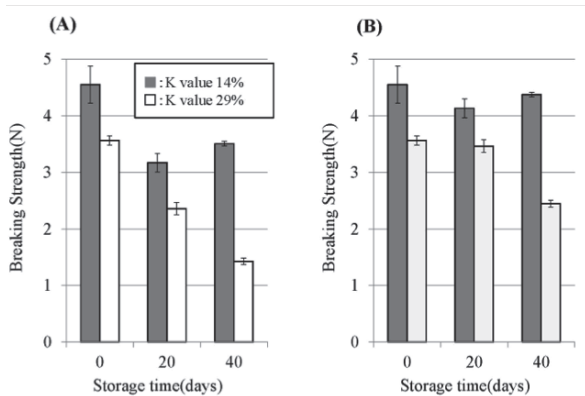 (A)
Breaking Strength(N)
5
4
3
2
1
0
:K value 14%
:K value 29%
0 20 40
Storage time(days)
(B)
Breaking Strength(N)
5
4
3
2
1
0
0 20 40
Storage time(days)